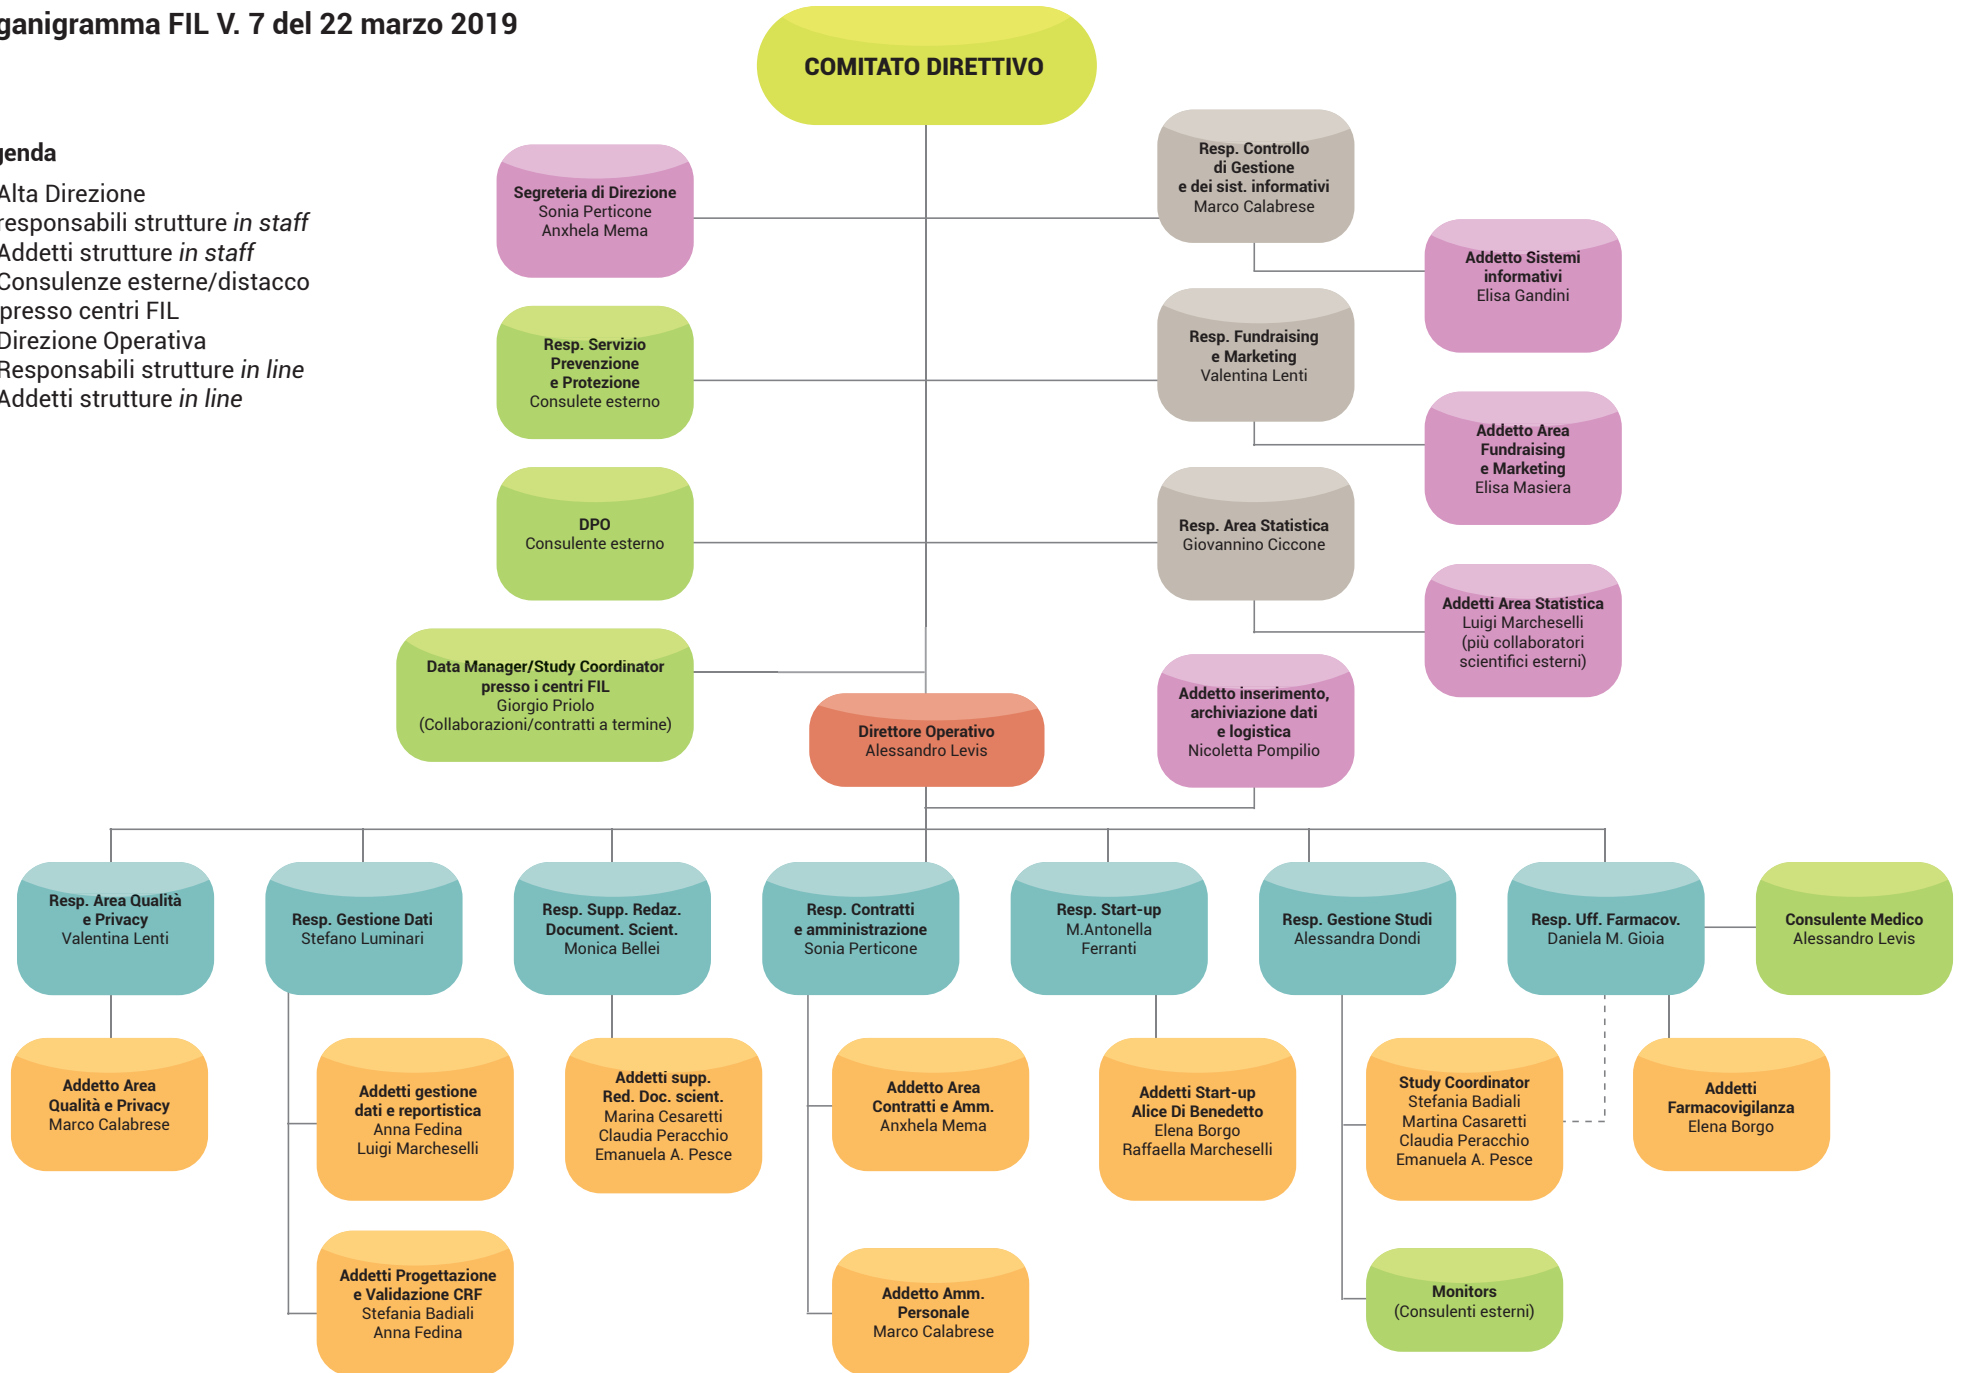 ganigramma FIL V. 7 del 22 marzo 2019
COMITATO DIRETTIVO
genda
Alta Direzione
responsabili strutture in staff
Addetti strutture in staff
Consulenze esterne/distacco
presso centri FIL
Direzione Operativa
Responsabili strutture in line
Addetti strutture in line
Segreteria di Direzione
Sonia Perticone
Anxhela Mema
Resp. Controllo
di Gestione
e dei sist. informativi
Marco Calabrese
Addetto Sistemi
informativi
Elisa Gandini
Resp. Servizio
Prevenzione
e Protezione
Consulete esterno
Resp. Fundraising
e Marketing
Valentina Lenti
Addetto Area
Fundraising
e Marketing
Elisa Masiera
DPO
Consulente esterno
Resp. Area Statistica
Giovannino Ciccone
Addetti Area Statistica
Luigi Marcheselli
(più collaboratori
scientifici esterni)
Data Manager/Study Coordinator
presso i centri FIL
Giorgio Priolo
(Collaborazioni/contratti a termine)
Direttore Operativo
Alessandro Levis
Addetto inserimento,
archiviazione dati
e logistica
Nicoletta Pompilio
Resp. Area Qualità
e Privacy
Valentina Lenti
Resp. Gestione Dati
Stefano Luminari
Resp. Supp. Redaz.
Document. Scient.
Monica Bellei
Resp. Contratti
e amministrazione
Sonia Perticone
Resp. Start-up
M.Antonella
Ferranti
Resp. Gestione Studi
Alessandra Dondi
Resp. Uff. Farmacov.
Daniela M. Gioia
Consulente Medico
Alessandro Levis
Addetto Area
Qualità e Privacy
Marco Calabrese
Addetti gestione
dati e reportistica
Anna Fedina
Luigi Marcheselli
Addetti supp.
Red. Doc. scient.
Marina Cesaretti
Claudia Peracchio
Emanuela A. Pesce
Addetto Area
Contratti e Amm.
Anxhela Mema
Addetti Start-up
Alice Di Benedetto
Elena Borgo
Raffaella Marcheselli
Study Coordinator
Stefania Badiali
Martina Casaretti
Claudia Peracchio
Emanuela A. Pesce
Addetti
Farmacovigilanza
Elena Borgo
Addetti Progettazione
e Validazione CRF
Stefania Badiali
Anna Fedina
Addetto Amm.
Personale
Marco Calabrese
Monitors
(Consulenti esterni)